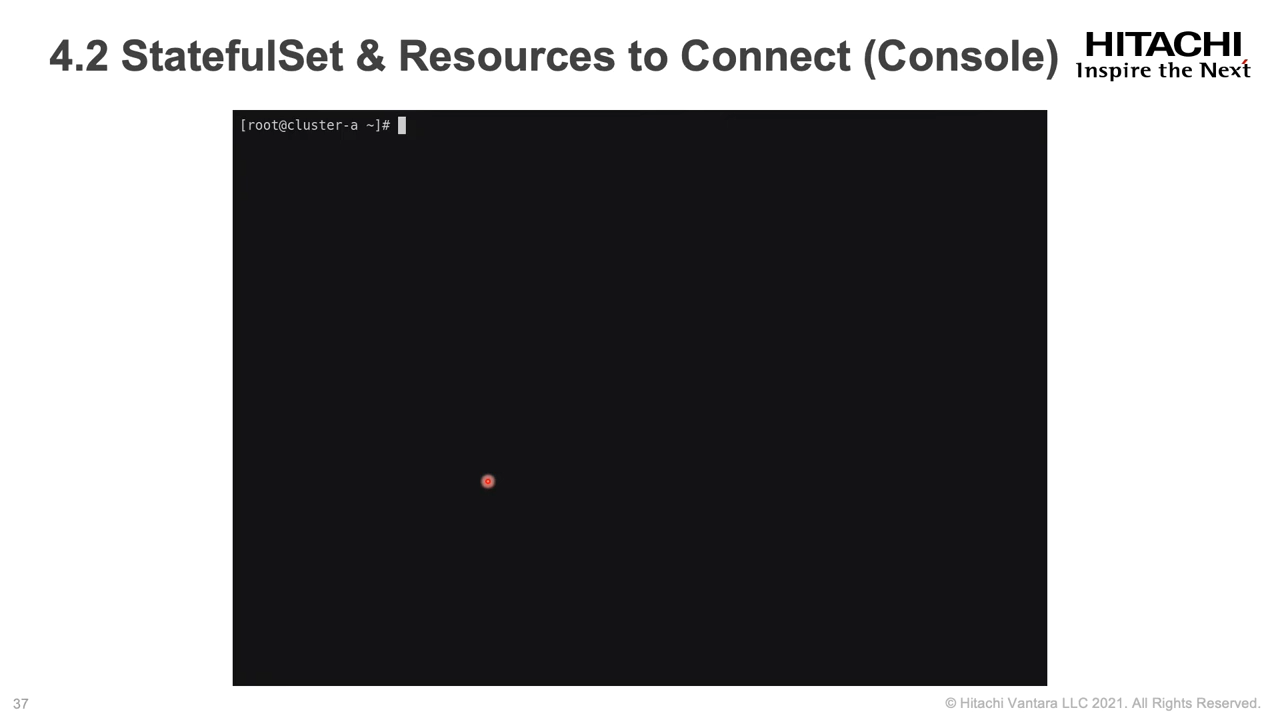 4.2 StatefulSet & Resources to Connect (Console)
HITACHI
Inspire the Next
[root@cluster-a ~]#
37
© Hitachi Vantara LLC 2021. All Rights Reserved.